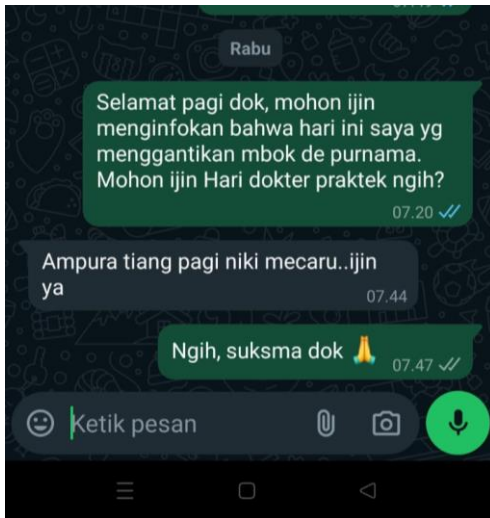 Rabu
Selamat pagi dok, mohon ijin
menginfokan bahwa hari ini saya yg
menggantikan mbok de purnama.
Mohon ijin Hari dokter praktek ngih?
07.20
Ampura tiang pagi niki mecaru..ijin
ya
07.44
Ngih, suksma dok 🙏
07.47
Ketik pesan